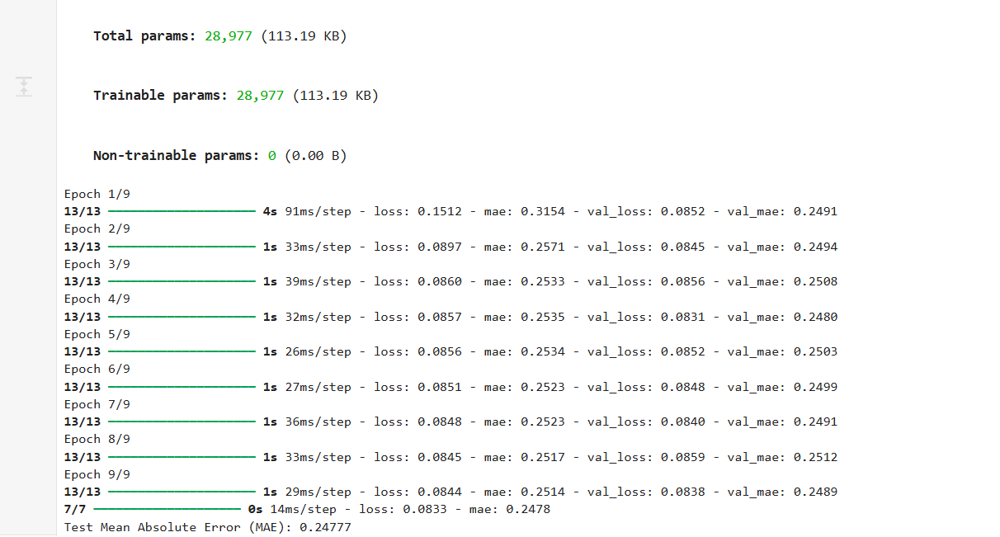 Total params: 28,977 (113.19 KB)
Trainable params: 28,977 (113.19 KB)
Non-trainable params: 0 (0.00 B)
Epoch 1/9
13/13 ━━━━━━━━━━━━━━━━━━━━ 4s 91ms/step - loss: 0.1512 - mae: 0.3154 - val_loss: 0.0852 - val_mae: 0.2491
Epoch 2/9
13/13 ━━━━━━━━━━━━━━━━━━━━ 1s 33ms/step - loss: 0.0897 - mae: 0.2571 - val_loss: 0.0845 - val_mae: 0.2494
Epoch 3/9
13/13 ━━━━━━━━━━━━━━━━━━━━ 1s 39ms/step - loss: 0.0860 - mae: 0.2533 - val_loss: 0.0856 - val_mae: 0.2508
Epoch 4/9
13/13 ━━━━━━━━━━━━━━━━━━━━ 1s 32ms/step - loss: 0.0857 - mae: 0.2535 - val_loss: 0.0831 - val_mae: 0.2480
Epoch 5/9
13/13 ━━━━━━━━━━━━━━━━━━━━ 1s 26ms/step - loss: 0.0856 - mae: 0.2534 - val_loss: 0.0852 - val_mae: 0.2503
Epoch 6/9
13/13 ━━━━━━━━━━━━━━━━━━━━ 1s 27ms/step - loss: 0.0851 - mae: 0.2523 - val_loss: 0.0848 - val_mae: 0.2499
Epoch 7/9
13/13 ━━━━━━━━━━━━━━━━━━━━ 1s 36ms/step - loss: 0.0848 - mae: 0.2523 - val_loss: 0.0840 - val_mae: 0.2491
Epoch 8/9
13/13 ━━━━━━━━━━━━━━━━━━━━ 1s 33ms/step - loss: 0.0845 - mae: 0.2517 - val_loss: 0.0859 - val_mae: 0.2512
Epoch 9/9
13/13 ━━━━━━━━━━━━━━━━━━━━ 1s 29ms/step - loss: 0.0844 - mae: 0.2514 - val_loss: 0.0838 - val_mae: 0.2489
7/7 ━━━━━━━━━━━━━━━━━━━━ 0s 14ms/step - loss: 0.0833 - mae: 0.2478
Test Mean Absolute Error (MAE): 0.24777